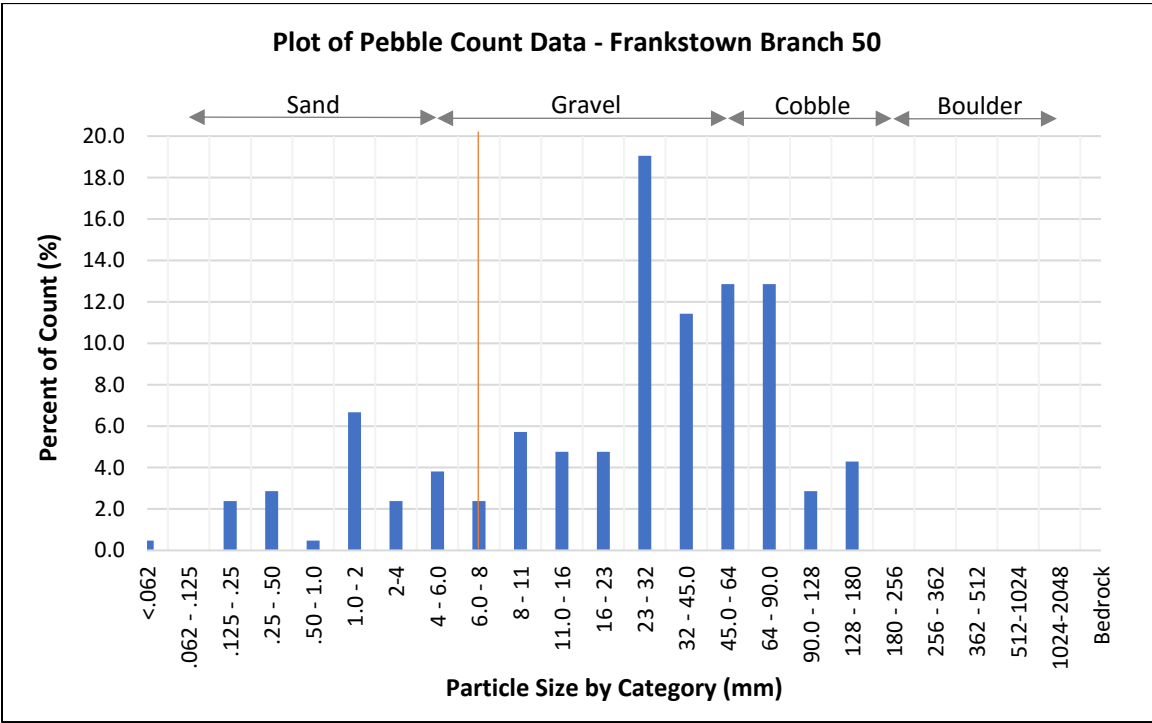 Plot of Pebble Count Data - Frankstown Branch 50
Sand Gravel Cobble Boulder
20.0
18.0
16.0
14.0
12.0
10.0
8.0
6.0
4.0
2.0
0.0
Percent of Count (%)
<.062
.062 - .125
.125 - .25
.25 - .50
.50 - 1.0
1.0 - 2
2-4
4 - 6.0
6.0 - 8
8 - 11
11.0 - 16
16 - 23
23 - 32
32 - 45.0
45.0 - 64
64 - 90.0
90.0 - 128
128 - 180
180 - 256
256 - 362
362 - 512
512-1024
1024-2048
Bedrock
Particle Size by Category (mm)